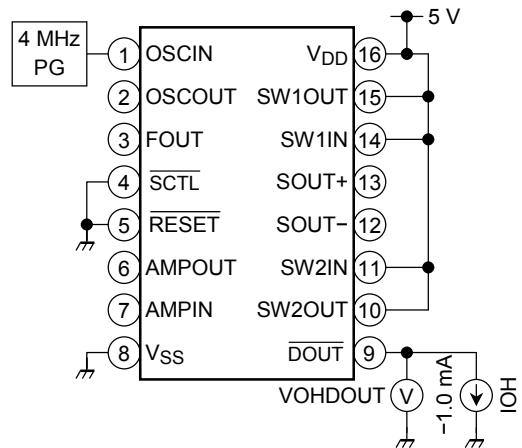 5 V
4 MHz
PG
1 OSCIN
2 OSCOUT
3 FOUT
4 SCTL
5 RESET
6 AMPOUT
7 AMPIN
8 VSS
VDD 16
SW1OUT 15
SW1IN 14
SOUT+ 13
SOUT− 12
SW2IN 11
SW2OUT 10
DOUT 9
VOHDOUT
V
−1.0 mA
IOH